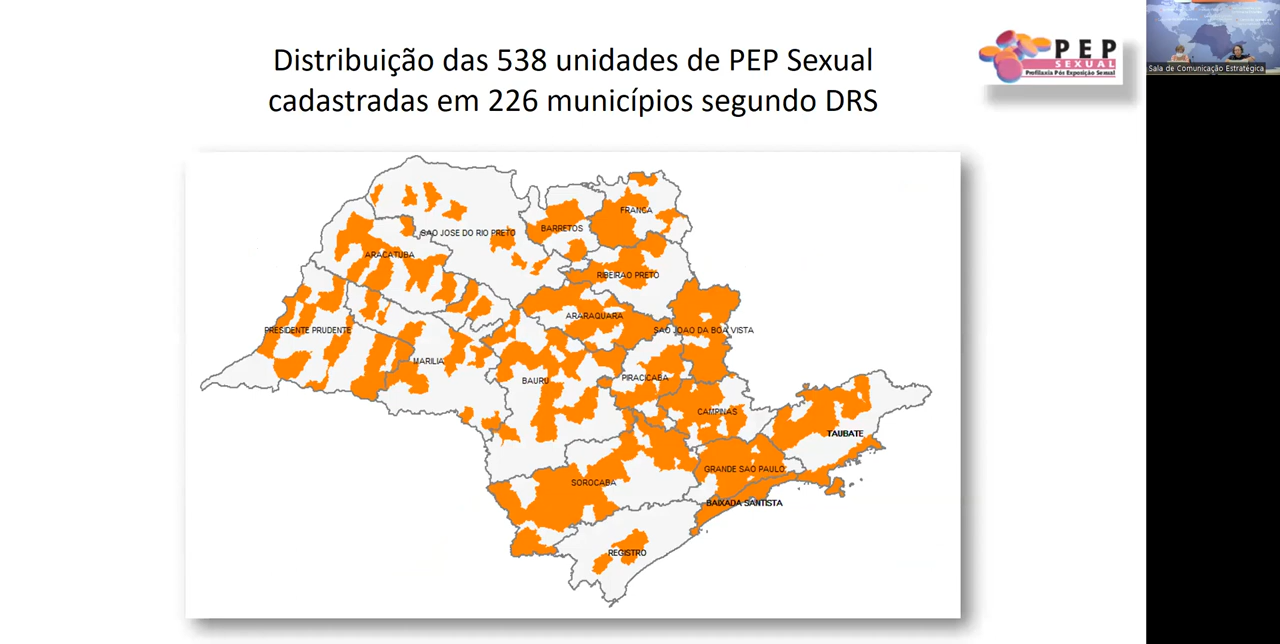 Distribuição das 538 unidades de PEP Sexual
cadastradas em 226 municípios segundo DRS
PEP
SEXUAL
Profilaxia Pós Exposição Sexual
Sala de Comunicação Estratégica
FRANCA
BARRETOS
SAO JOSE DO RIO PRETO
ARACATUBA
RIBEIRAO PRETO
ARARAQUARA
PRESIDENTE PRUDENTE
SAO JOAO DA BOA VISTA
MARILIA
BAURU
PIRACICABA
CAMPINAS
TAUBATE
GRANDE SAO PAULO
SOROCABA
BAIXADA SANTISTA
REGISTRO